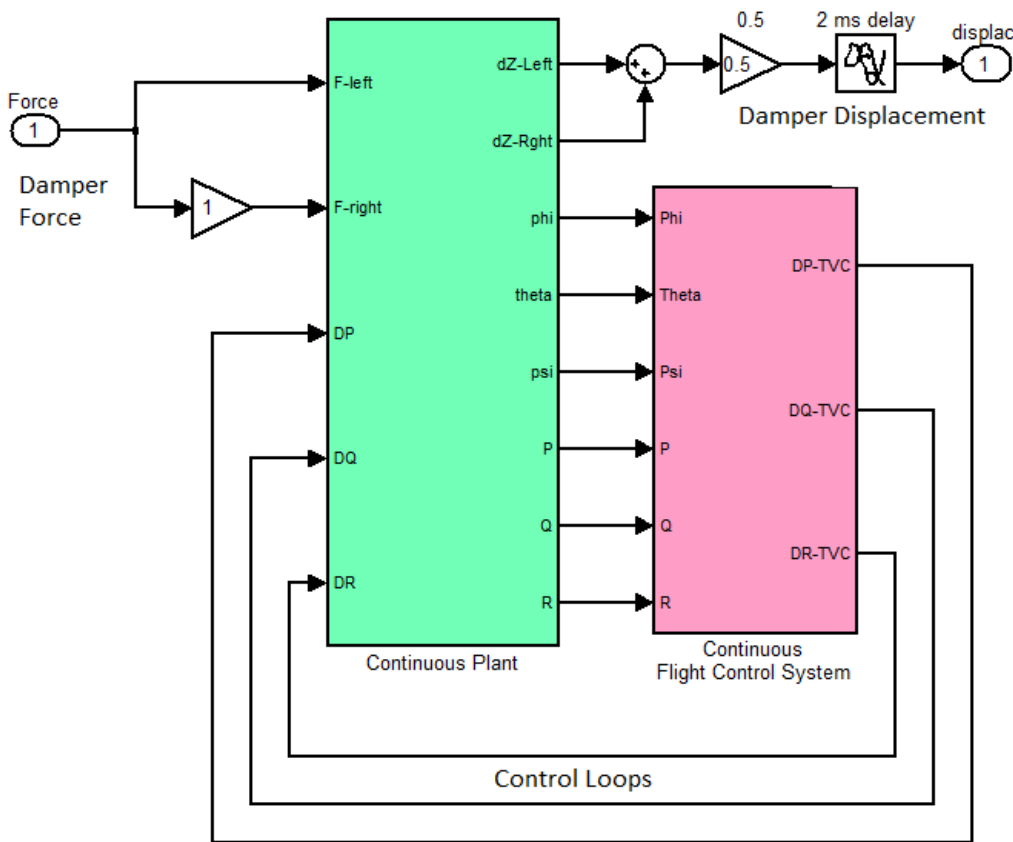 0.5
2 ms delay
displac
dZ-Left
+
+
0.5
1
F-left
Damper Displacement
Force
1
dZ-Rght
Damper
Force
1
F-right
phi
Phi
DP-TVC
theta
Theta
DP
psi
Psi
DQ-TVC
DQ
P
P
Q
Q
DR-TVC
DR
R
R
Continuous Plant
Continuous
Flight Control System
Control Loops